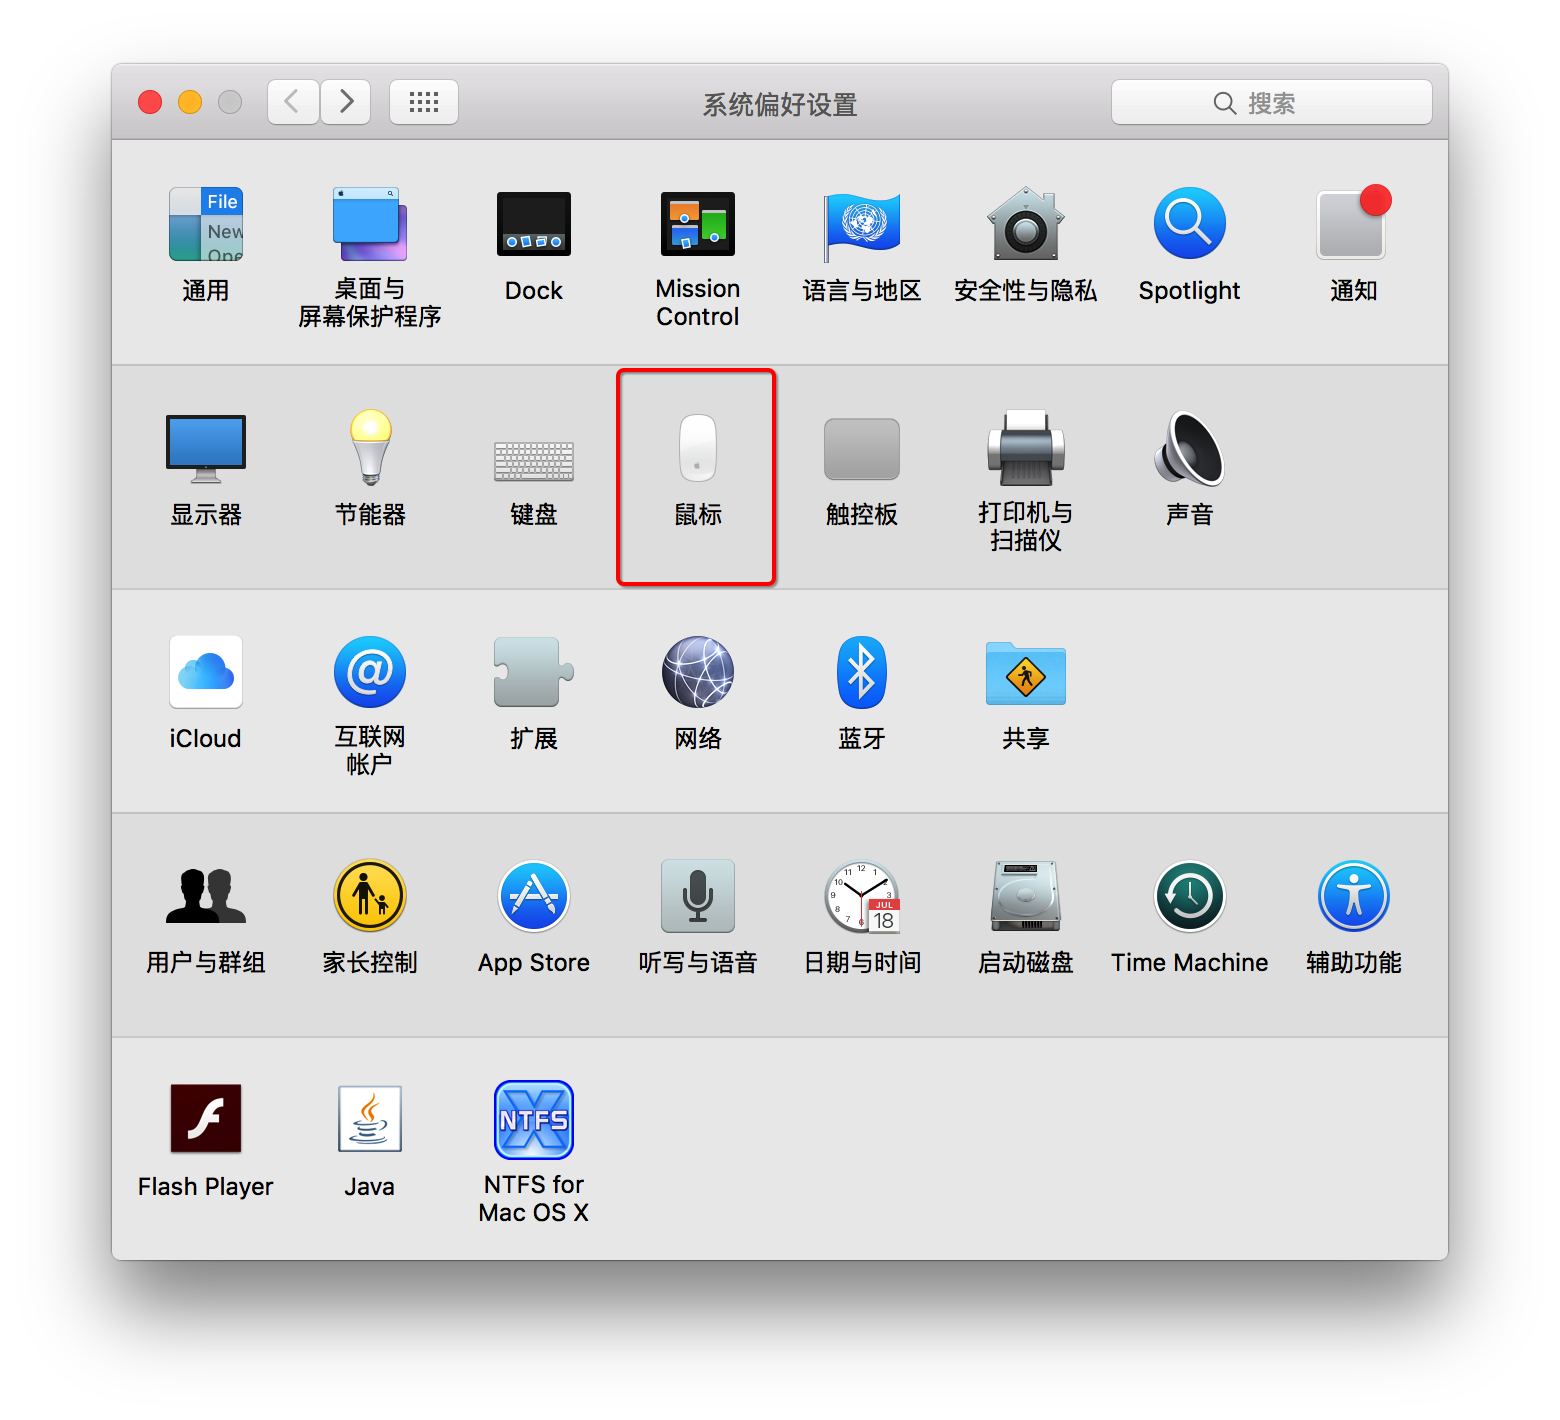 系统偏好设置
搜索
File
New
Ope
通用
桌面与
屏幕保护程序
Dock
Mission
Control
语言与地区
安全性与隐私
Spotlight
通知
显示器
节能器
键盘
鼠标
触控板
打印机与
扫描仪
声音
@
iCloud
互联网
帐户
扩展
网络
蓝牙
共享
12
1
2
3
6
7
8
9
10
11
JUL
18
用户与群组
家长控制
App Store
听写与语音
日期与时间
启动磁盘
Time Machine
辅助功能
NTFS
X
Flash Player
Java
NTFS for
Mac OS X